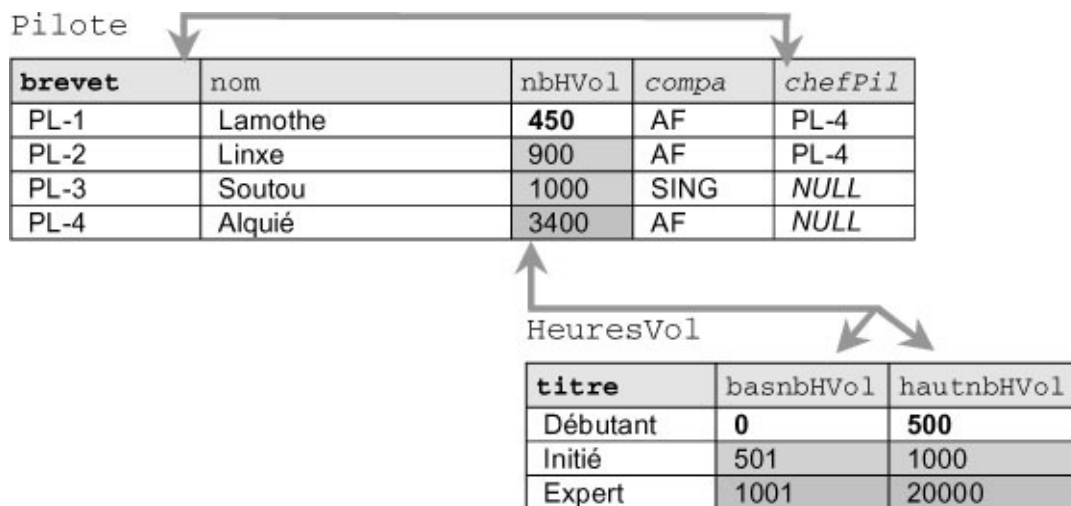 Pilote
brevet nom nbHVol compa chefPil
PL-1 Lamothe 450 AF PL-4
PL-2 Linxe 900 AF PL-4
PL-3 Soutou 1000 SING NULL
PL-4 Alquié 3400 AF NULL
HeuresVol
titre basnbHVol hautnbHVol
Débutant 0 500
Initié 501 1000
Expert 1001 20000